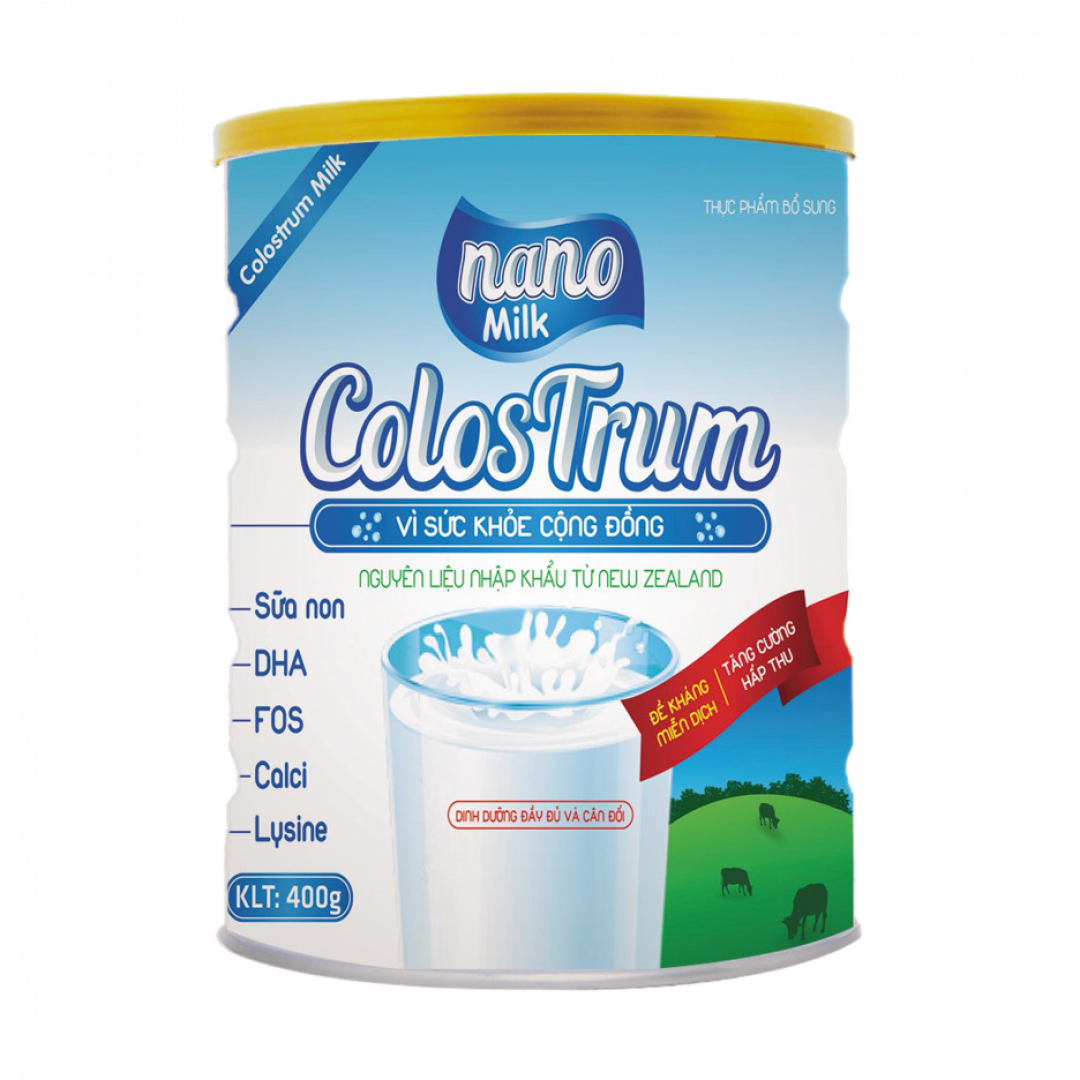 Colostrum Milk
THỰC PHẨM BỔ SUNG
nano
Milk
ColosTrum
VÌ SỨC KHỎE CỘNG ĐỒNG
NGUYÊN LIỆU NHẬP KHẨU TỪ NEW ZEALAND
Sữa non
DHA
FOS
Calci
Lysine
KLT: 400g
ĐỀ KHÁNG
MIỄN DỊCH
TĂNG CƯỜNG
HẤP THU
DINH DƯỠNG ĐẦY ĐỦ VÀ CÂN ĐỐI